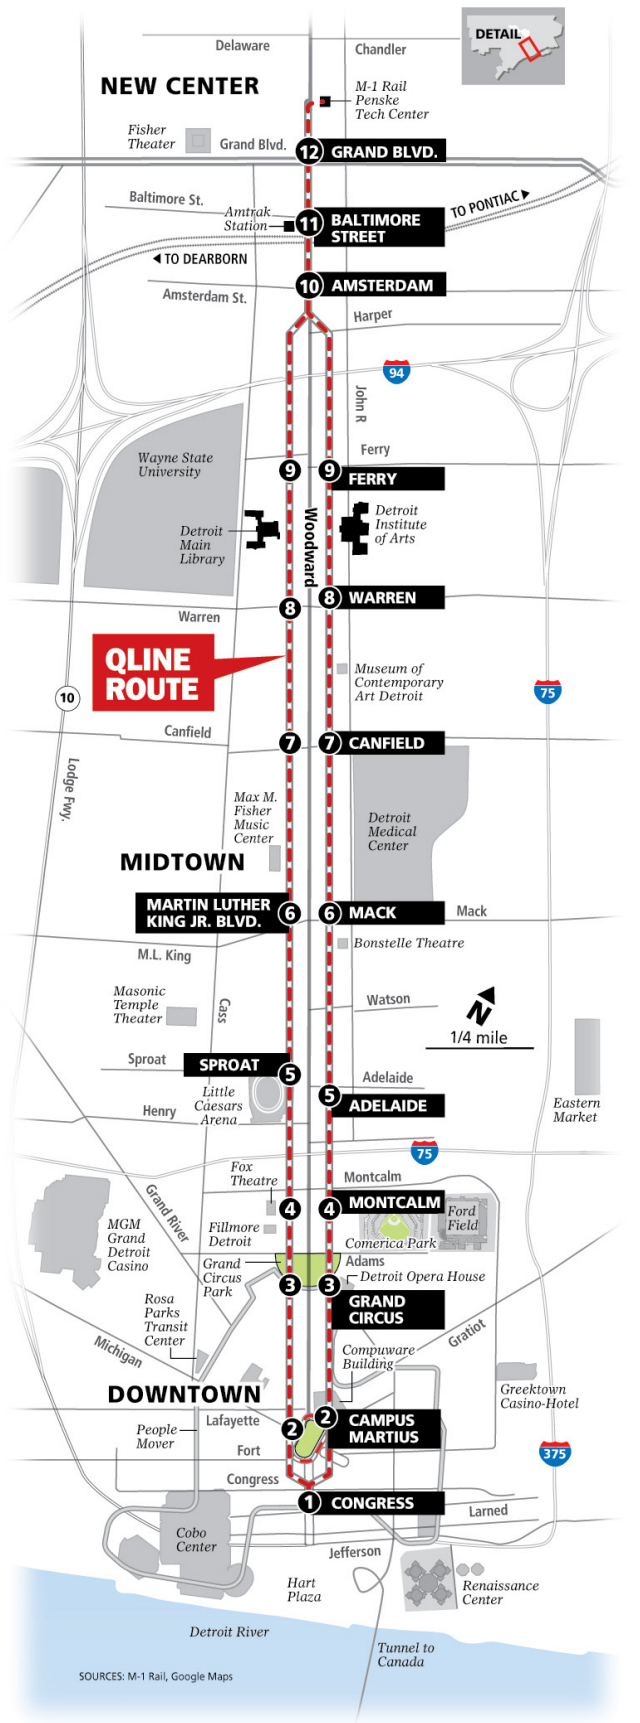 Delaware
Chandler
DETAIL
NEW CENTER
M-1 Rail
Penske
Tech Center
Fisher
Theater
Grand Blvd.
12 GRAND BLVD.
Baltimore St.
TO PONTIAC
Amtrak
Station
11 BALTIMORE
STREET
TO DEARBORN
10 AMSTERDAM
Amsterdam St.
Harper
94
John R
Ferry
Wayne State
University
9
9 FERRY
Woodward
Detroit
Main
Library
Detroit
Institute
of Arts
8
8 WARREN
Warren
QLINE
ROUTE
Museum of
Contemporary
Art Detroit
10
75
Canfield
7
7 CANFIELD
Lodge Fwy.
Max M.
Fisher
Music
Center
Detroit
Medical
Center
MIDTOWN
MARTIN LUTHER
KING JR. BLVD.
6
6 MACK
Mack
M.L. King
Bonstelle Theatre
Masonic
Temple
Theater
Cass
Watson
N
1/4 mile
Sproat
SPROAT
5
Adelaide
Little
Caesars
Arena
5
ADELAIDE
Henry
Eastern
Market
75
Fox
Theatre
Montcalm
Grand River
4
4 MONTCALM
Ford
Field
MGM
Grand
Detroit
Casino
Fillmore
Detroit
Comerica Park
Grand
Circus
Park
Adams
Detroit Opera House
3
3
GRAND
CIRCUS
Rosa
Parks
Transit
Center
Michigan
Gratiot
Compuware
Building
DOWNTOWN
Greektown
Casino-Hotel
Lafayette
People
Mover
2
2 CAMPUS
MARTIUS
Fort
375
Congress
1 CONGRESS
Larned
Cobo
Center
Jefferson
Hart
Plaza
Renaissance
Center
Detroit River
Tunnel to
Canada
SOURCES: M-1 Rail, Google Maps